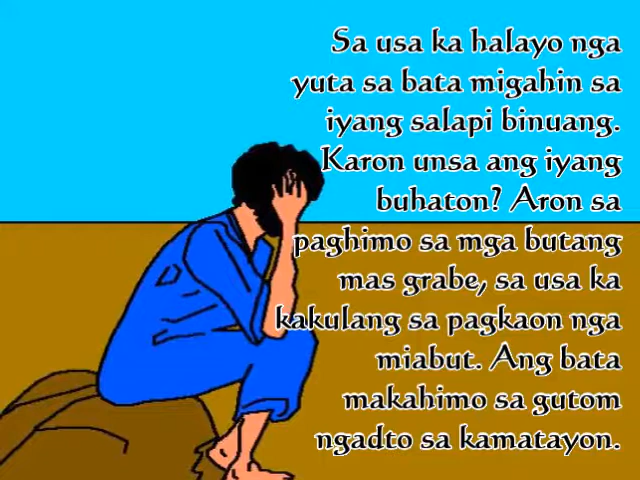 Sa usa ka halayo nga
yuta sa bata migahin sa
iyang salapi binuang.
Karon unsa ang iyang
buhaton? Aron sa
paghimo sa mga butang
mas grabe, sa usa ka
kakulang sa pagkaon nga
miabut. Ang bata
makahimo sa gutom
ngadto sa kamatayon.